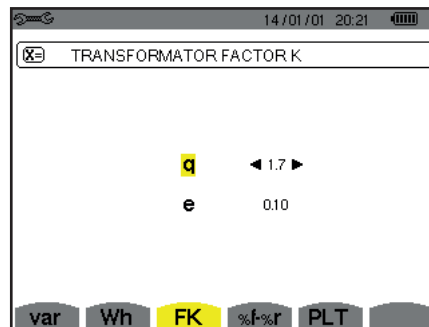 14/01/01 20:21
X= TRANSFORMATOR FACTOR K
q ◀ 1.7 ▶
e 0.10
var Wh FK %f-%r PLT